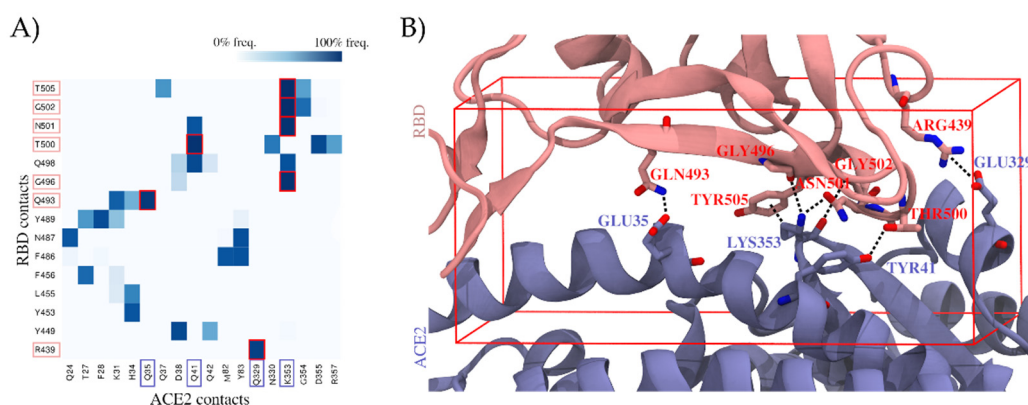 A)
0% freq. 100% freq.
RBD contacts
T505
G502
N501
T500
Q498
G496
Q493
Y489
N487
F486
F456
L455
Y453
Y449
R439
Q24
T27
F28
K31
H34
Q35
Q37
D38
Q41
Q42
M82
Y83
Q329
N330
K353
G354
D355
R357
ACE2 contacts
B)
RBD
ACE2
ARG439
GLY496
GLY502
GLU329
GLN493
ASN501
TYR505
THR500
GLU35
LYS353
TYR41